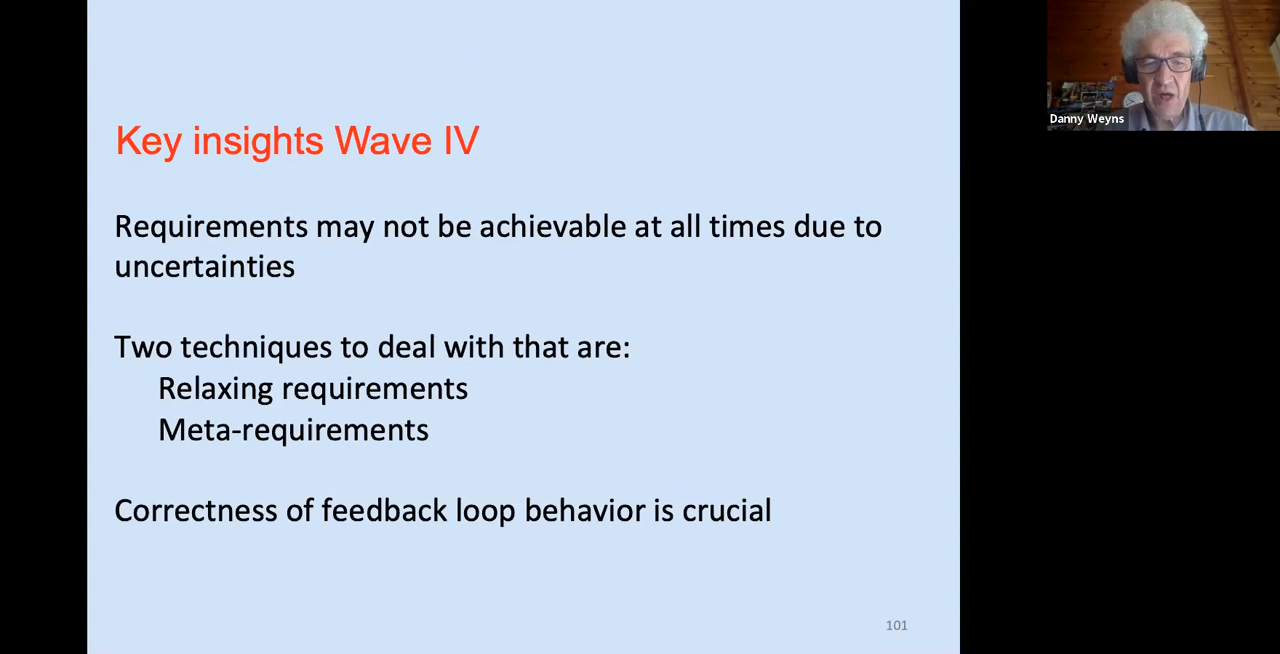 Key insights Wave IV
Requirements may not be achievable at all times due to
uncertainties
Two techniques to deal with that are:
Relaxing requirements
Meta-requirements
Correctness of feedback loop behavior is crucial
101
Danny Weyns